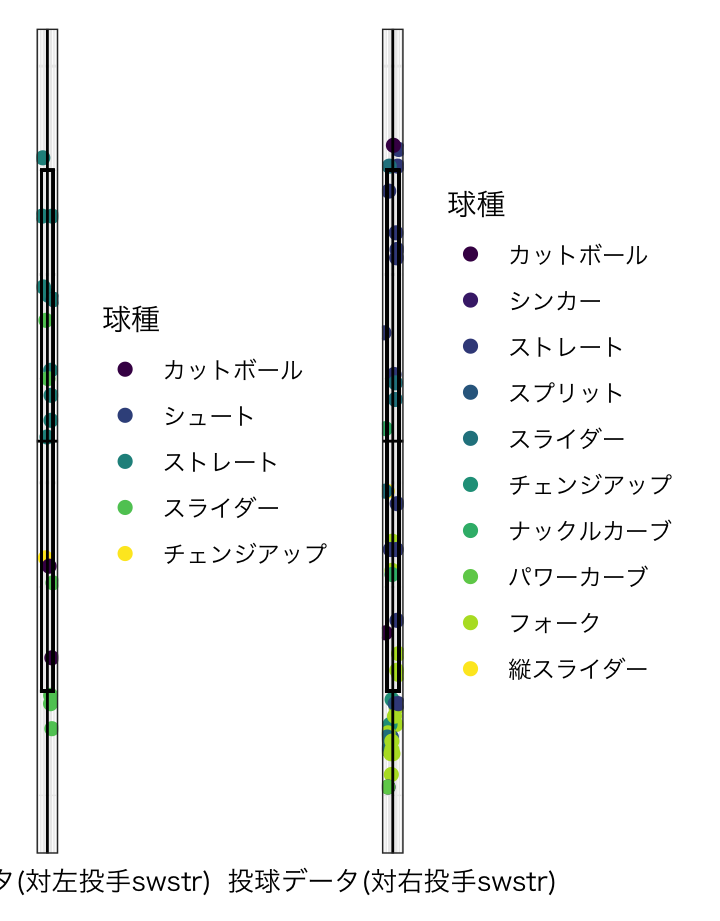 球種
カットボール
シュート
ストレート
スライダー
チェンジアップ
球種
カットボール
シンカー
ストレート
スプリット
スライダー
チェンジアップ
ナックルカーブ
パワーカーブ
フォーク
縦スライダー
タ(対左投手swstr)
投球データ(対右投手swstr)